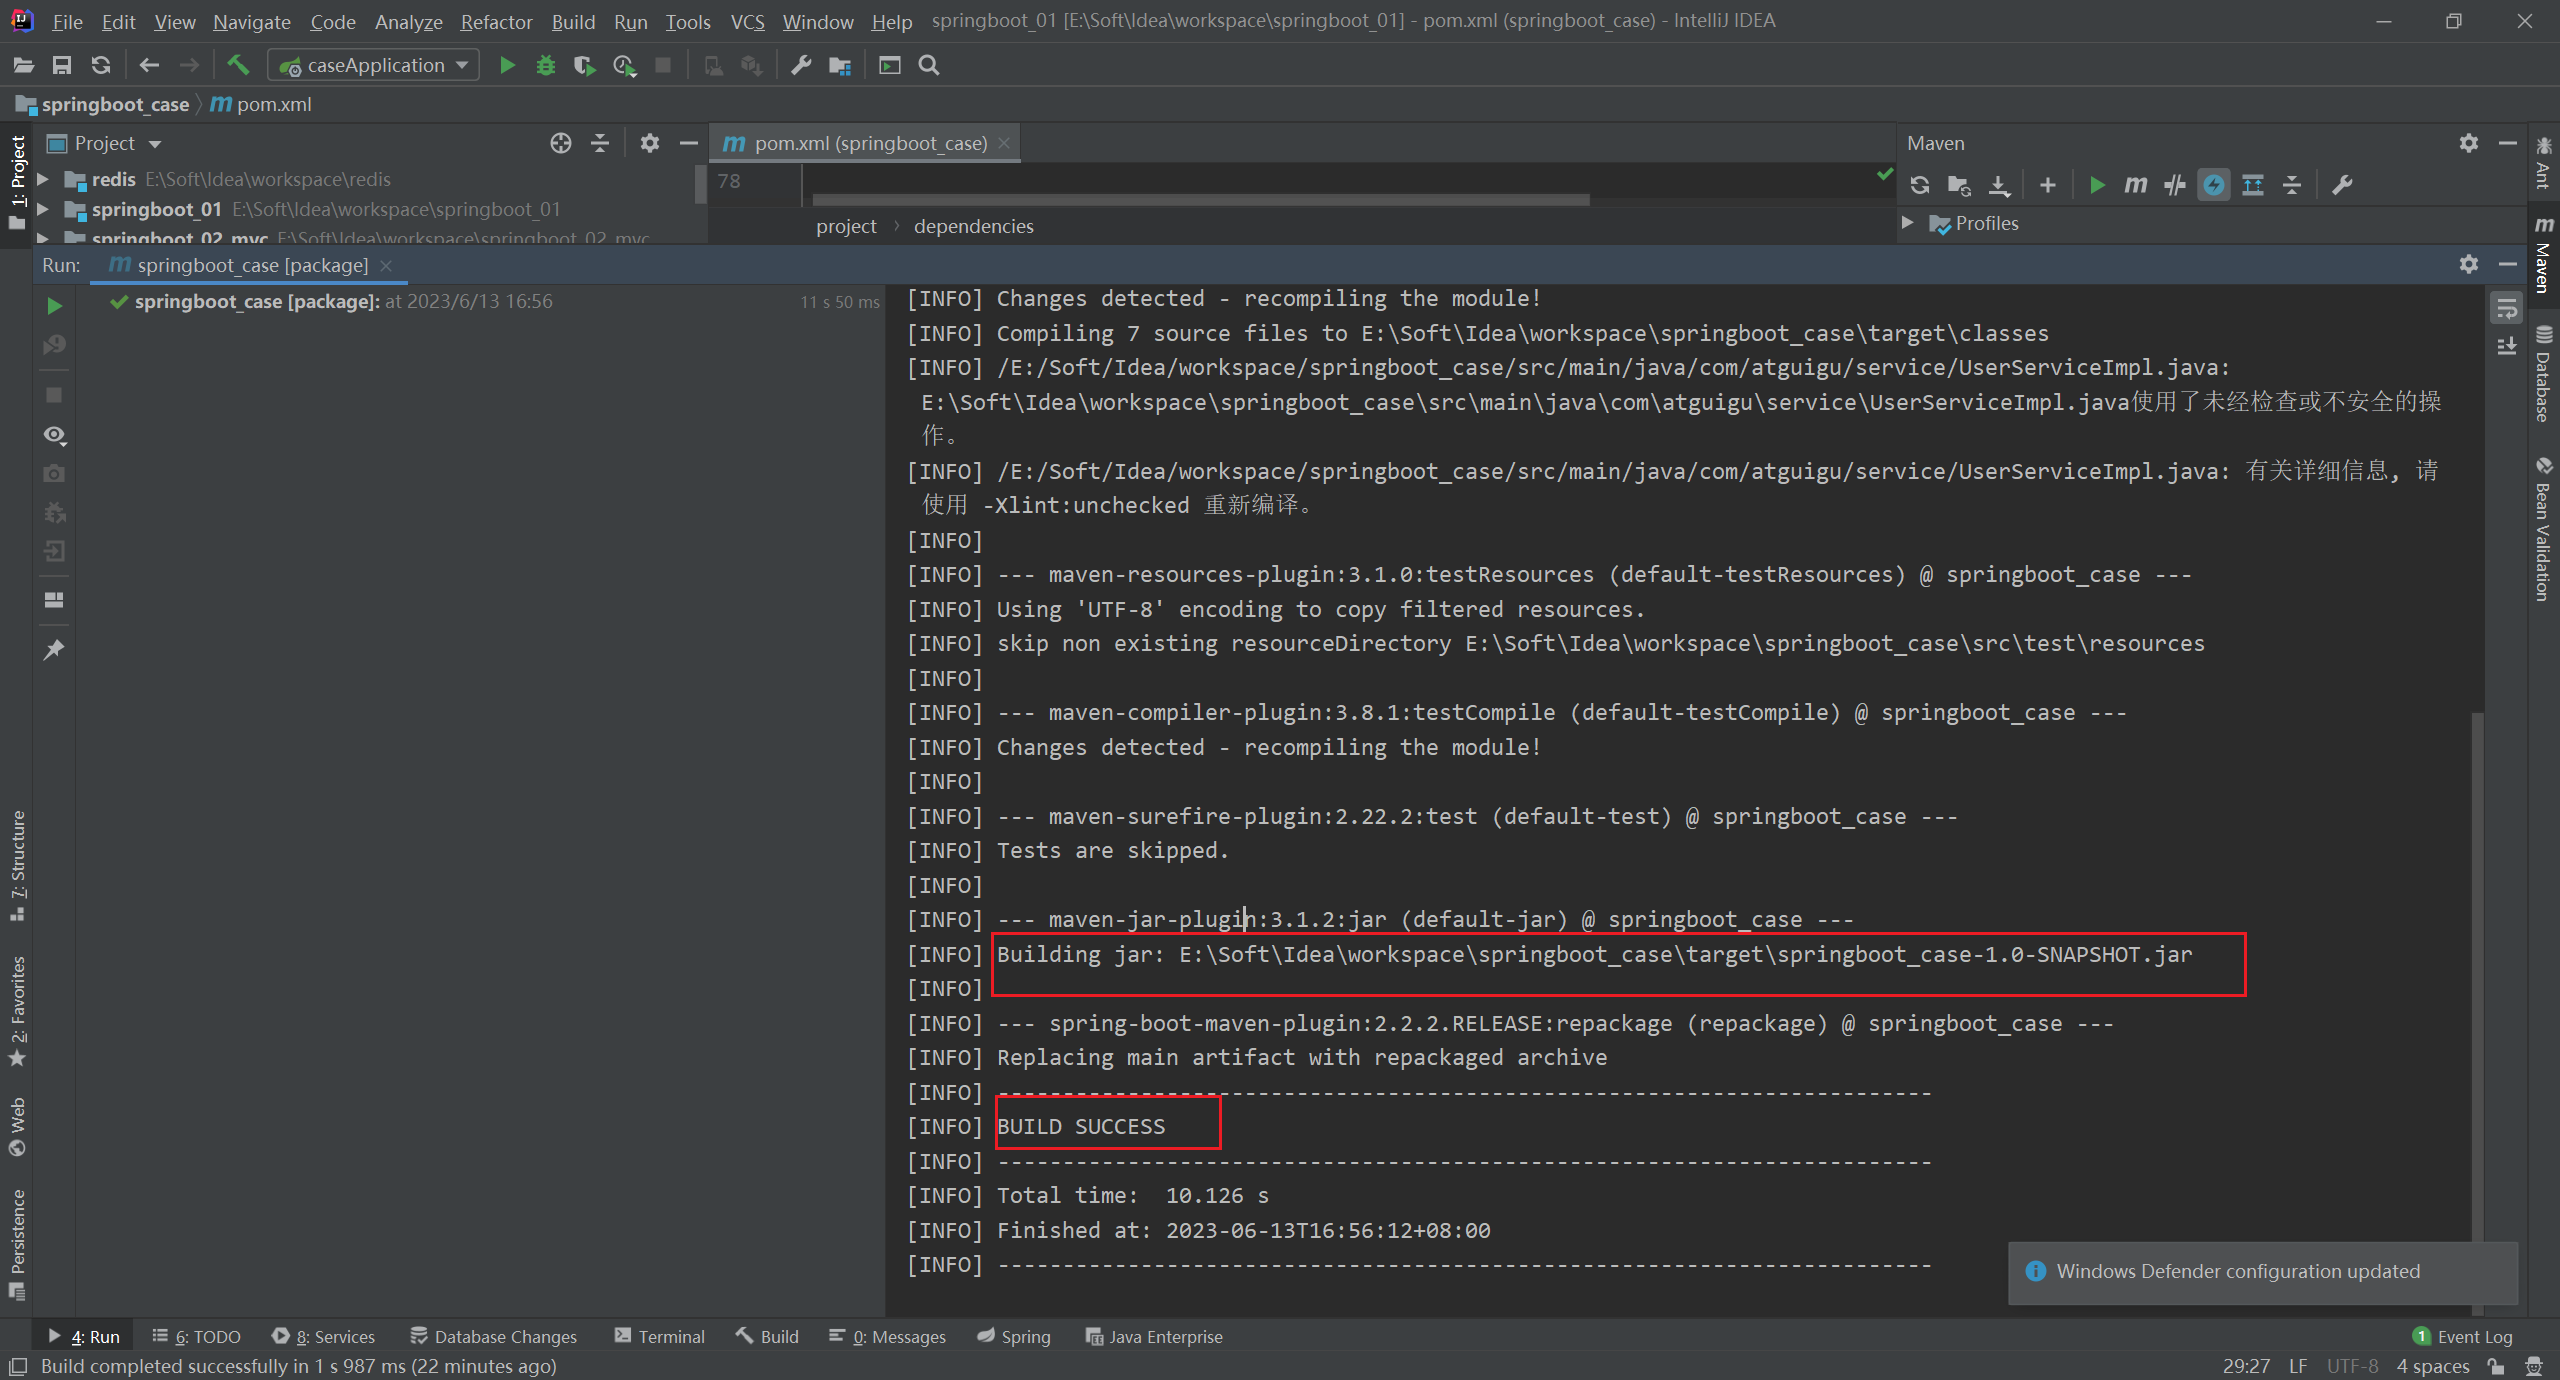 File Edit View Navigate Code Analyze Refactor Build Run Tools VCS Window Help springboot_01 [E:\Soft\Idea\workspace\springboot_01] - pom.xml (springboot_case) - IntelliJ IDEA
caseApplication
springboot_case pom.xml
1: Project
Project
pom.xml (springboot_case)
Maven
Ant
redis E:\Soft\Idea\workspace\redis
78
springboot_01 E:\Soft\Idea\workspace\springboot_01
springboot_02_mvc E:\Soft\Idea\workspace\springboot_02_mvc
project › dependencies
Profiles
Maven
Run: springboot_case [package]
springboot_case [package]: at 2023/6/13 16:56 11 s 50 ms
[INFO] Changes detected - recompiling the module!
[INFO] Compiling 7 source files to E:\Soft\Idea\workspace\springboot_case\target\classes
[INFO] /E:/Soft/Idea/workspace/springboot_case/src/main/java/com/atguigu/service/UserServiceImpl.java:
E:\Soft\Idea\workspace\springboot_case\src\main\java\com\atguigu\service\UserServiceImpl.java使用了未经检查或不安全的操
作。
[INFO] /E:/Soft/Idea/workspace/springboot_case/src/main/java/com/atguigu/service/UserServiceImpl.java: 有关详细信息, 请
使用 -Xlint:unchecked 重新编译。
[INFO]
[INFO] --- maven-resources-plugin:3.1.0:testResources (default-testResources) @ springboot_case ---
[INFO] Using 'UTF-8' encoding to copy filtered resources.
[INFO] skip non existing resourceDirectory E:\Soft\Idea\workspace\springboot_case\src\test\resources
[INFO]
[INFO] --- maven-compiler-plugin:3.8.1:testCompile (default-testCompile) @ springboot_case ---
[INFO] Changes detected - recompiling the module!
[INFO]
[INFO] --- maven-surefire-plugin:2.22.2:test (default-test) @ springboot_case ---
[INFO] Tests are skipped.
[INFO]
[INFO] --- maven-jar-plugin:3.1.2:jar (default-jar) @ springboot_case ---
[INFO] Building jar: E:\Soft\Idea\workspace\springboot_case\target\springboot_case-1.0-SNAPSHOT.jar
[INFO]
[INFO] --- spring-boot-maven-plugin:2.2.2.RELEASE:repackage (repackage) @ springboot_case ---
[INFO] Replacing main artifact with repackaged archive
[INFO] ------------------------------------------------------------------------
[INFO] BUILD SUCCESS
[INFO] ------------------------------------------------------------------------
[INFO] Total time:  10.126 s
[INFO] Finished at: 2023-06-13T16:56:12+08:00
[INFO] ------------------------------------------------------------------------
Database
Bean Validation
7: Structure
2: Favorites
Web
Persistence
Windows Defender configuration updated
4: Run 6: TODO 8: Services Database Changes Terminal Build 0: Messages Spring Java Enterprise 1 Event Log
Build completed successfully in 1 s 987 ms (22 minutes ago) 29:27 LF UTF-8 4 spaces